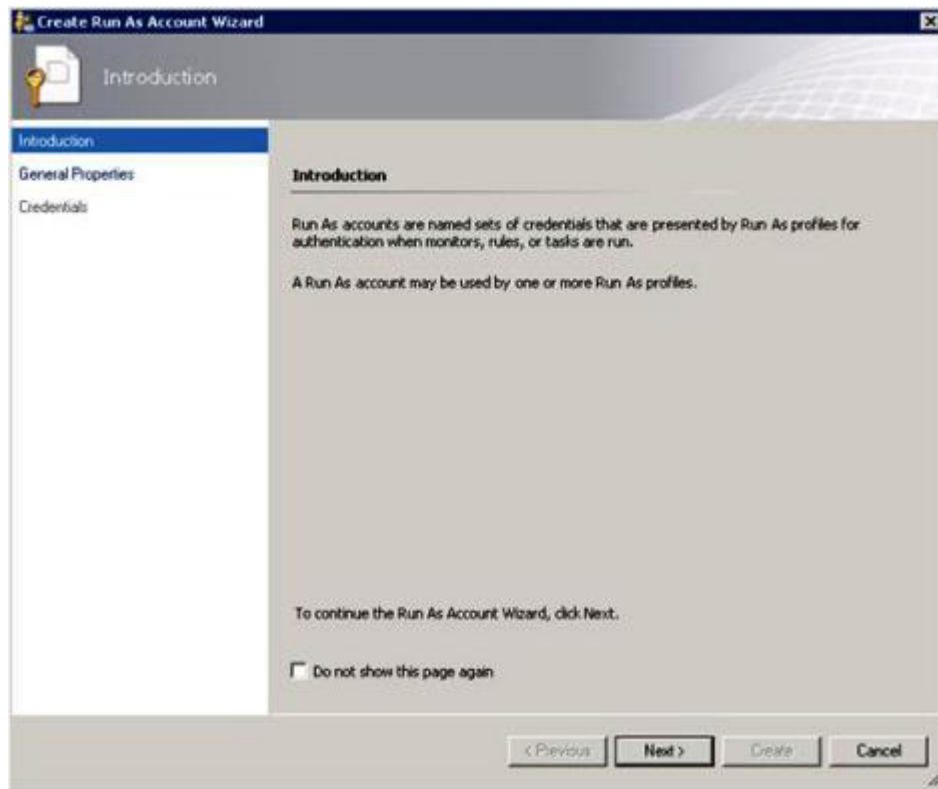 Create Run As Account Wizard
Introduction
Introduction
General Properties
Credentials
Introduction
Run As accounts are named sets of credentials that are presented by Run As profiles for
authentication when monitors, rules, or tasks are run.
A Run As account may be used by one or more Run As profiles.
To continue the Run As Account Wizard, click Next.
Do not show this page again
< Previous
Next >
Create
Cancel